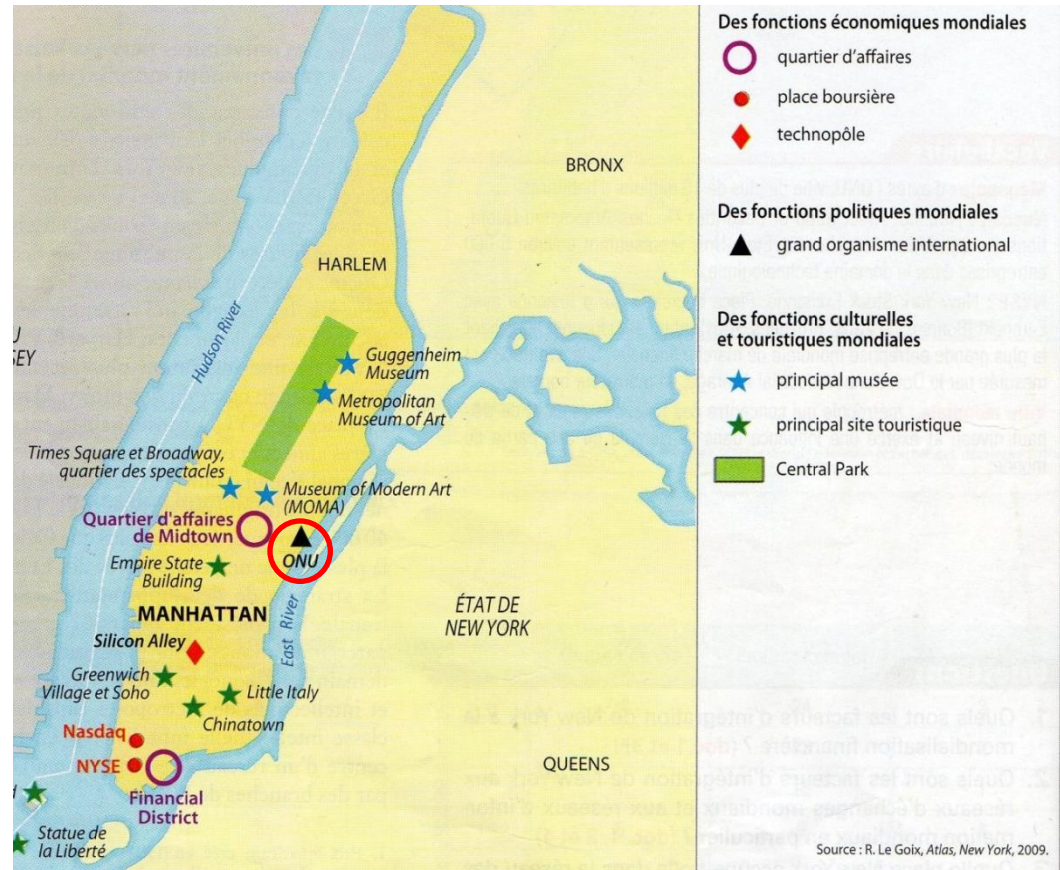 Des fonctions économiques mondiales
quartier d'affaires
place boursière
technopôle
Des fonctions politiques mondiales
grand organisme international
Des fonctions culturelles
et touristiques mondiales
principal musée
principal site touristique
Central Park
BRONX
HARLEM
Hudson River
SEY
Guggenheim
Museum
Metropolitan
Museum of Art
Times Square et Broadway,
quartier des spectacles
Museum of Modern Art
(MOMA)
Quartier d'affaires
de Midtown
ONU
Empire State
Building
MANHATTAN
East River
ÉTAT DE
NEW YORK
Silicon Alley
Greenwich
Village et Soho
Little Italy
Chinatown
Nasdaq
NYSE
Financial
District
QUEENS
Statue de
la Liberté
Source : R. Le Goix, Atlas, New York, 2009.